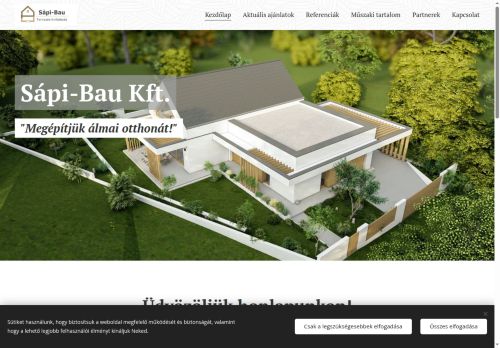 Sápi-Bau
Kezdőlap
Aktuális ajánlatok
Referenciák
Műszaki tartalom
Partnerek
Kapcsolat
Sápi-Bau Kft.
"Megépítjük álmai otthonát!"
Üdvözöljük honlapunkon!
Sütiket használunk, hogy biztosítsuk a weboldal megfelelő működését és biztonságát, valamint
hogy a lehető legjobb felhasználói élményt kínáljuk Neked.
Csak a legszükségesebbek elfogadása
Összes elfogadása